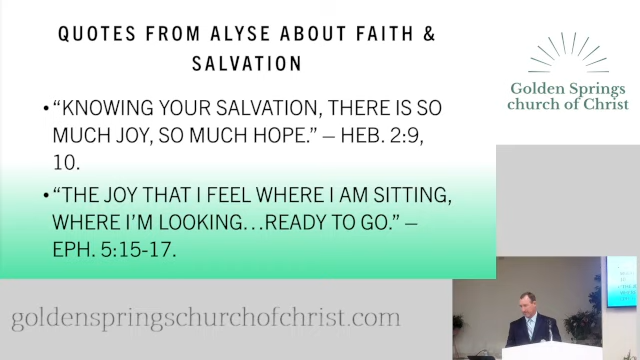 QUOTES FROM ALYSE ABOUT FAITH &
SALVATION
• "KNOWING YOUR SALVATION, THERE IS SO
MUCH JOY, SO MUCH HOPE." – HEB. 2:9,
10.
• "THE JOY THAT I FEEL WHERE I AM SITTING,
WHERE I'M LOOKING...READY TO GO." –
EPH. 5:15-17.
Golden Springs
church of Christ
goldenspringschurchofchrist.com